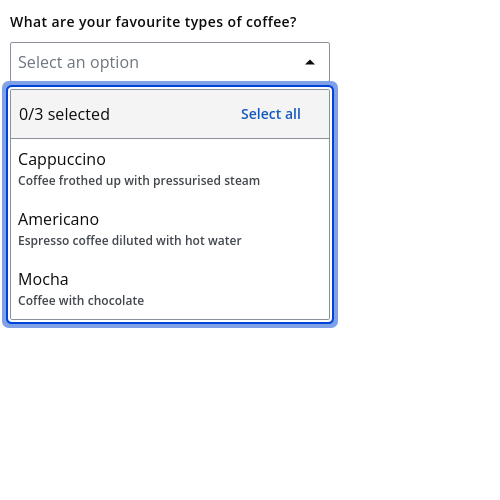 What are your favourite types of coffee?
Select an option
0/3 selected Select all
Cappuccino
Coffee frothed up with pressurised steam
Americano
Espresso coffee diluted with hot water
Mocha
Coffee with chocolate